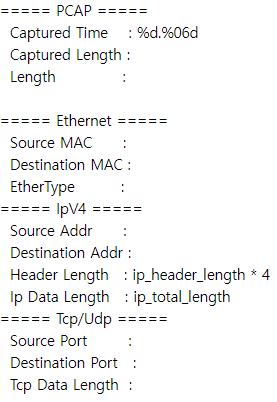 ===== PCAP =====
Captured Time : %d.%06d
Captured Length :
Length :
===== Ethernet =====
Source MAC :
Destination MAC :
EtherType :
===== IpV4 =====
Source Addr :
Destination Addr :
Header Length : ip_header_length * 4
Ip Data Length : ip_total_length
===== Tcp/Udp =====
Source Port :
Destination Port :
Tcp Data Length :